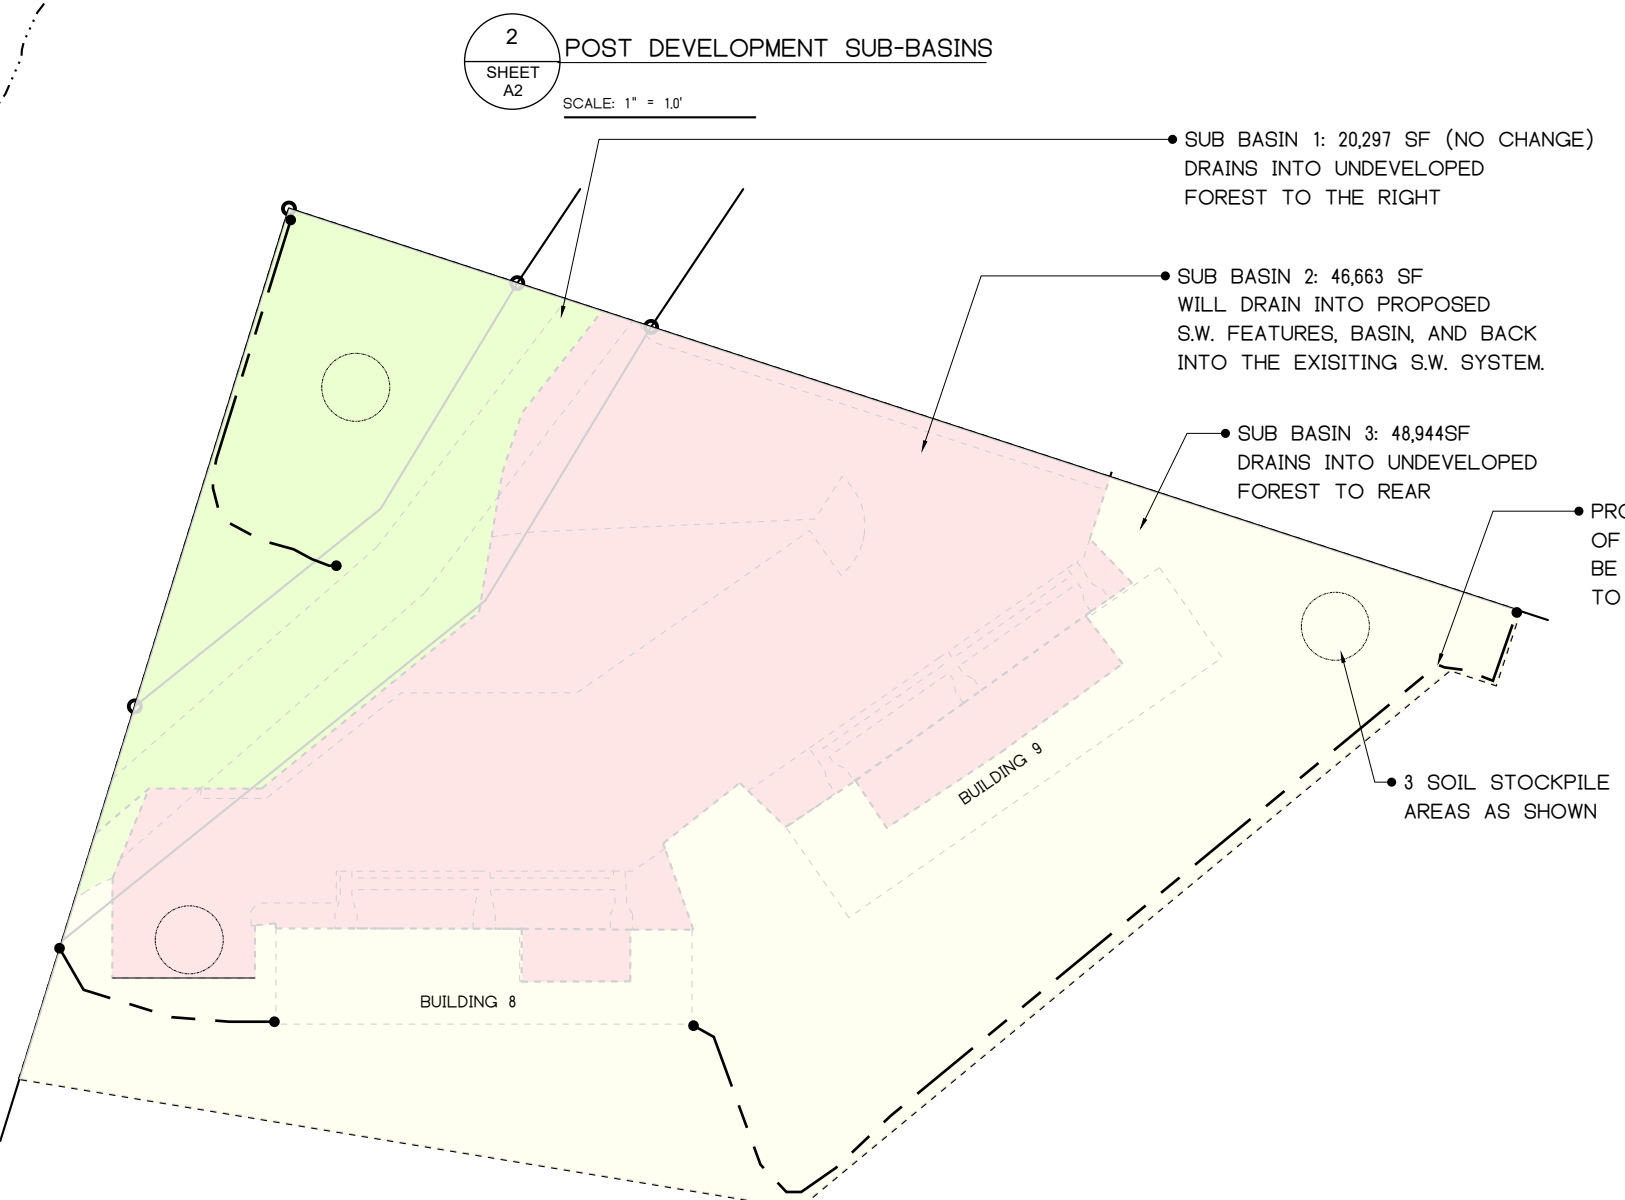 2
SHEET
A2
POST DEVELOPMENT SUB-BASINS
SCALE: 1" = 10'
SUB BASIN 1: 20,297 SF (NO CHANGE)
DRAINS INTO UNDEVELOPED
FOREST TO THE RIGHT
SUB BASIN 2: 46,663 SF
WILL DRAIN INTO PROPOSED
S.W. FEATURES, BASIN, AND BACK
INTO THE EXISITING S.W. SYSTEM.
SUB BASIN 3: 48,944SF
DRAINS INTO UNDEVELOPED
FOREST TO REAR
OF
BE
TO
BUILDING 9
3 SOIL STOCKPILE
AREAS AS SHOWN
BUILDING 8